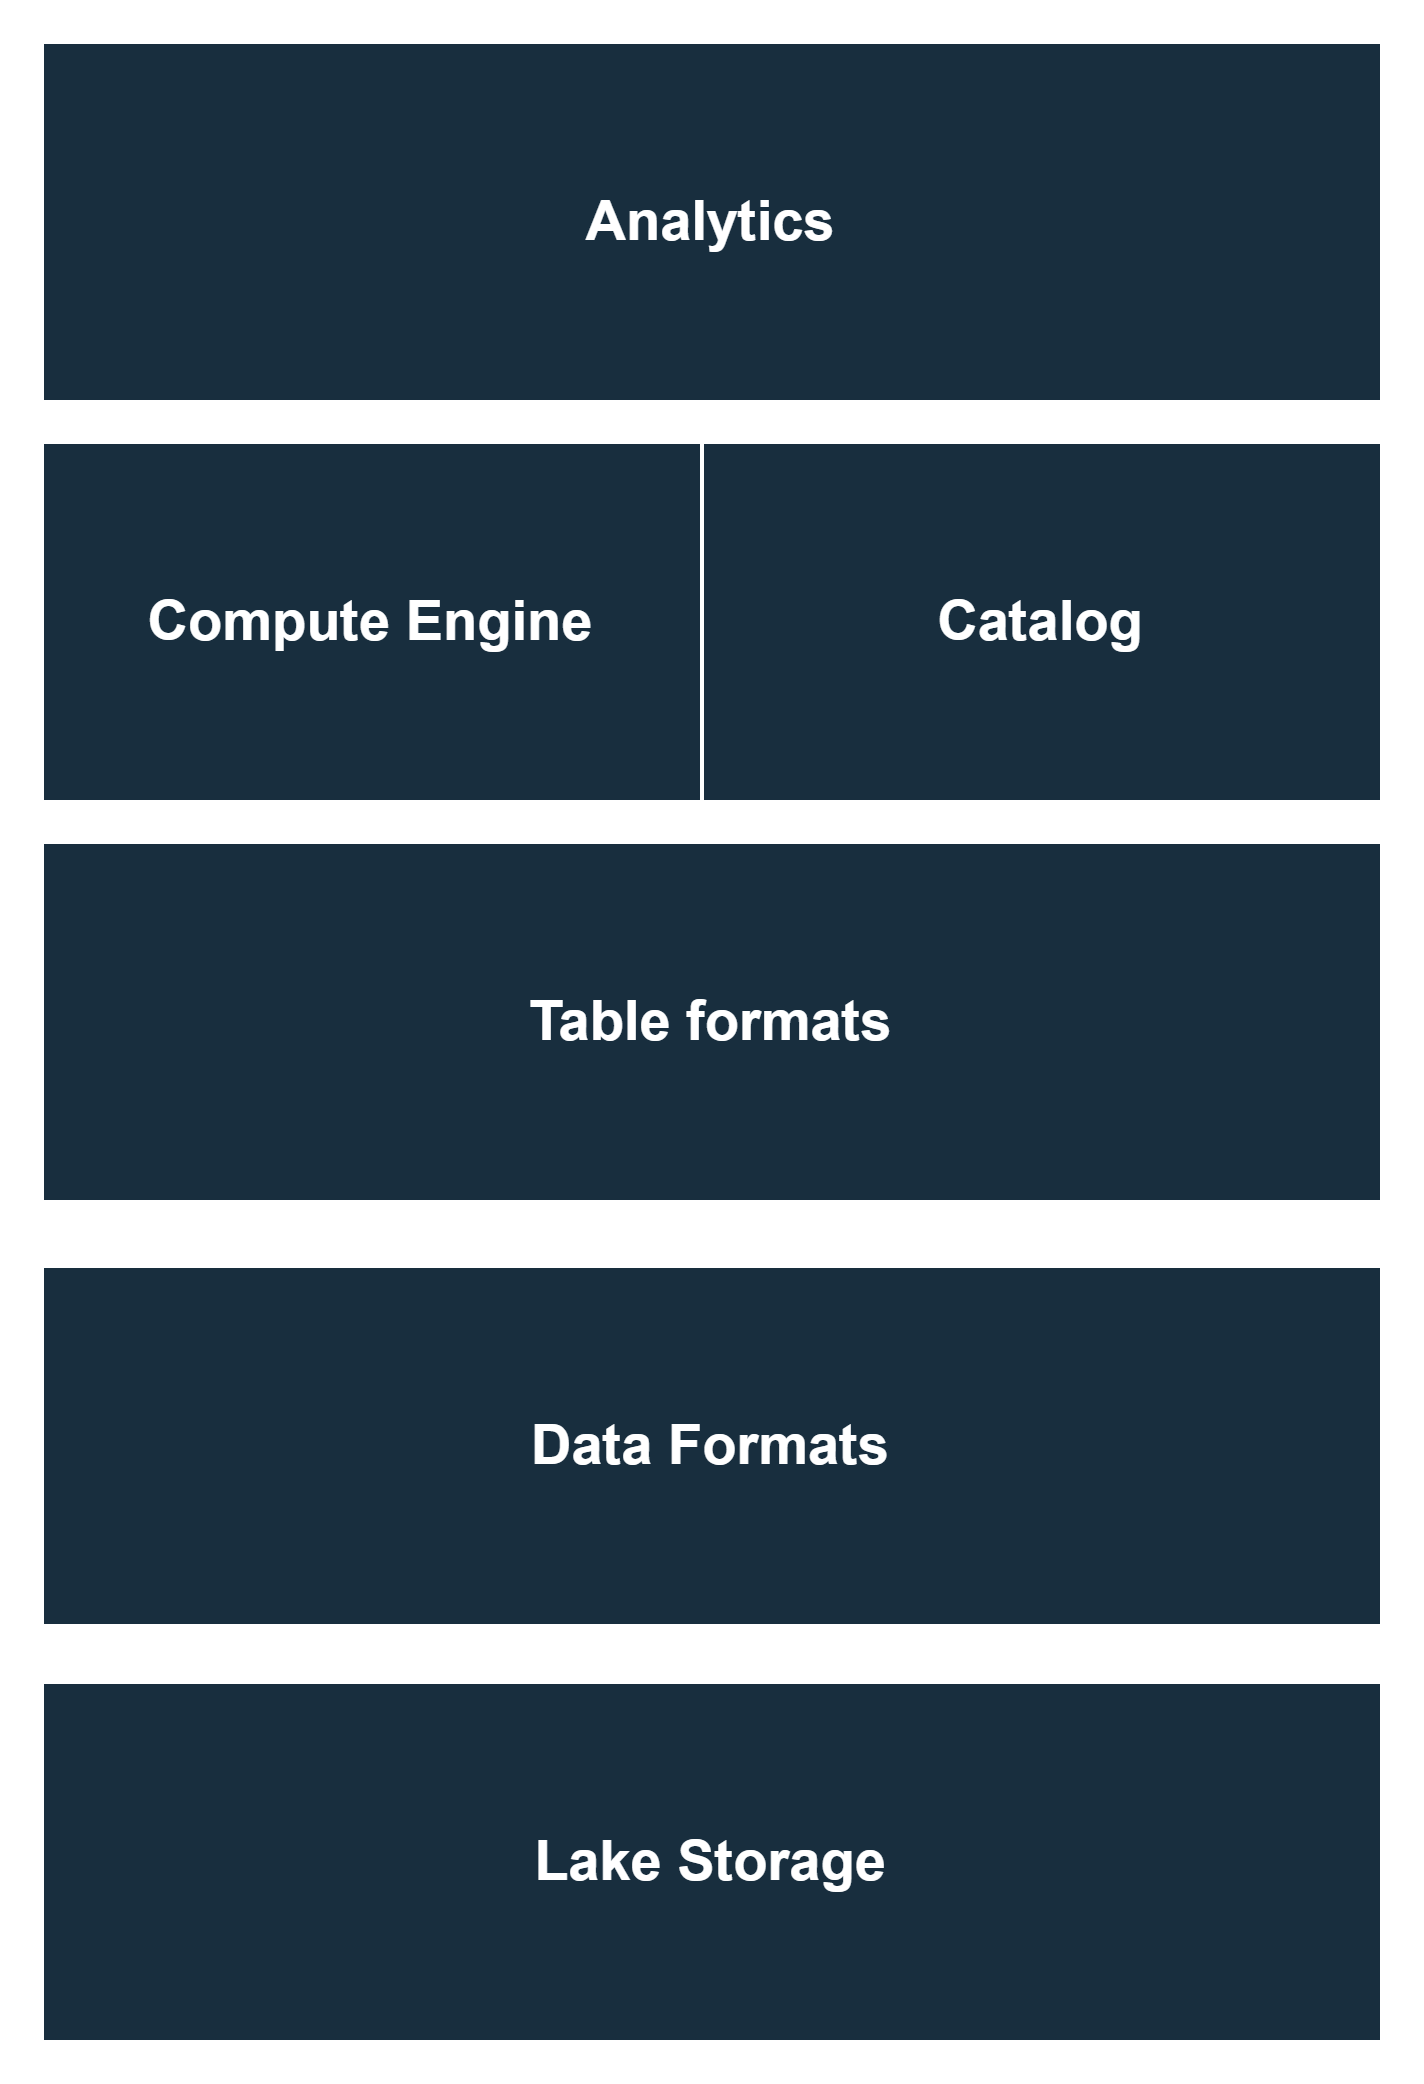 Analytics
Compute Engine
Catalog
Table formats
Data Formats
Lake Storage